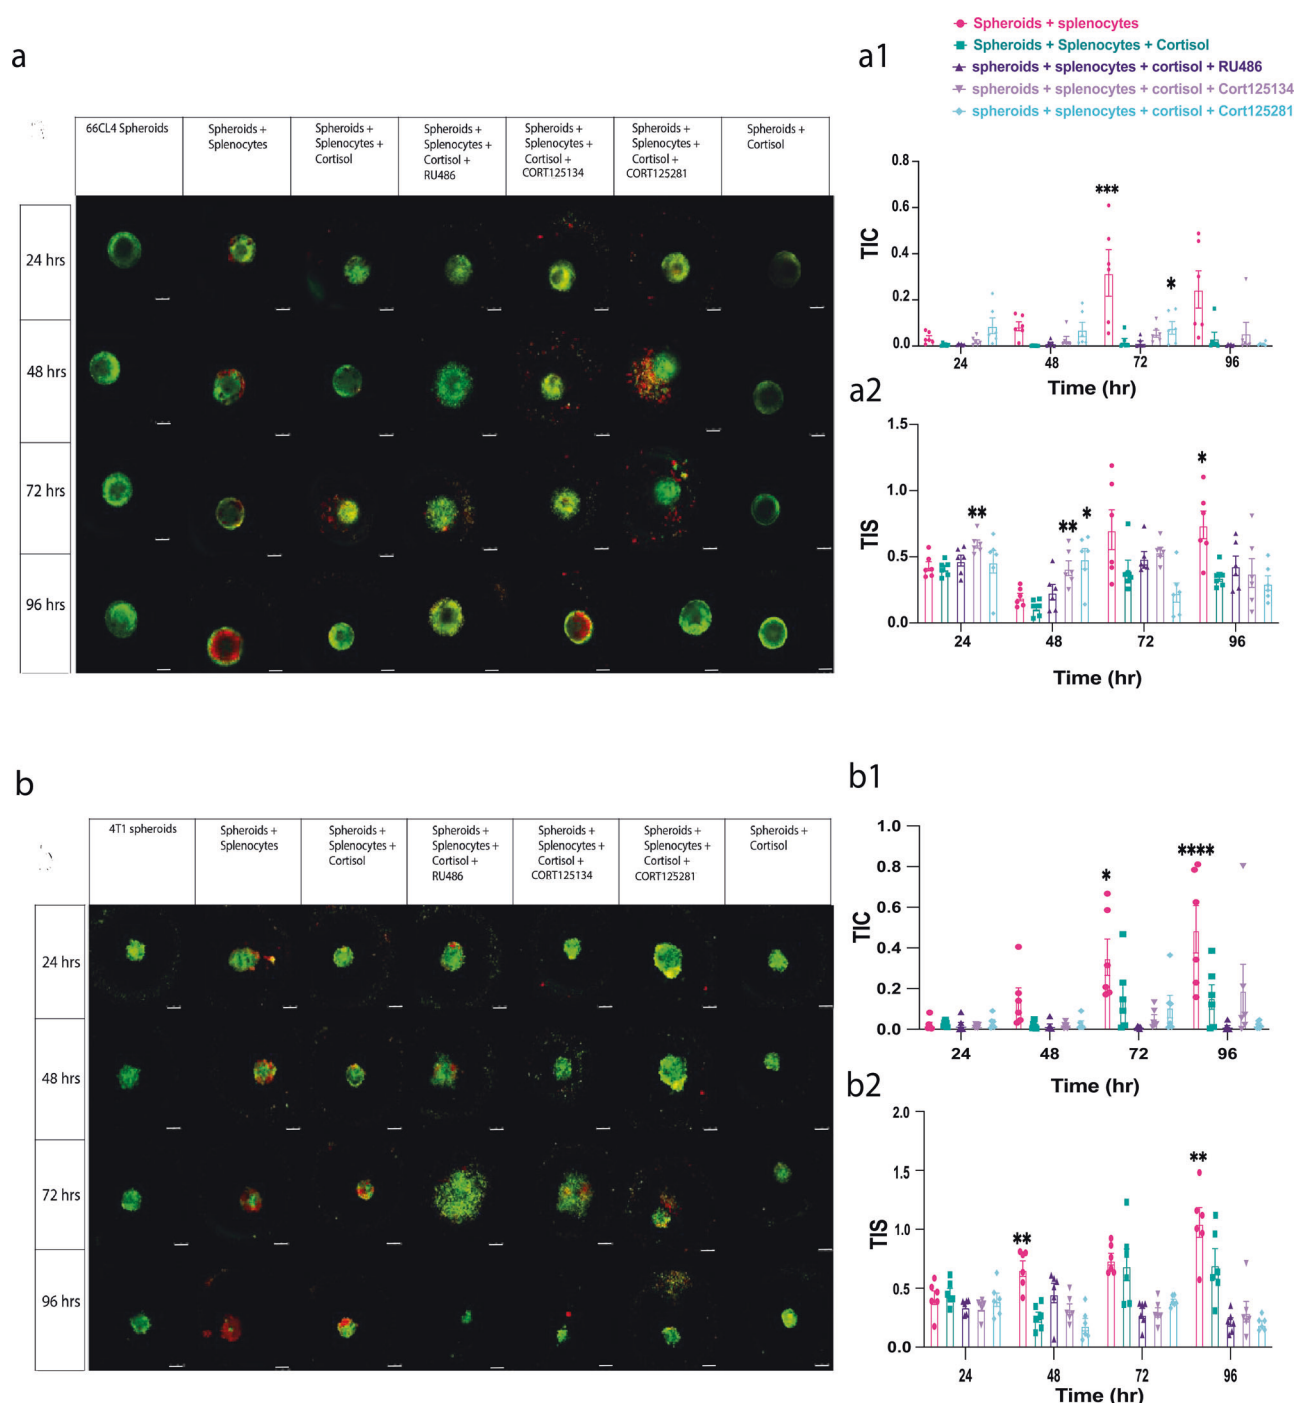 a
66CL4 Spheroids
Spheroids +
Splenocytes
Spheroids +
Splenocytes +
Cortisol
Spheroids +
Splenocytes +
Cortisol +
RU486
Spheroids +
Splenocytes +
Cortisol +
CORT125134
Spheroids +
Splenocytes +
Cortisol +
CORT125281
Spheroids +
Cortisol
24 hrs
48 hrs
72 hrs
96 hrs
Spheroids + splenocytes
Spheroids + Splenocytes + Cortisol
spheroids + splenocytes + cortisol + RU486
spheroids + splenocytes + cortisol + Cort125134
spheroids + splenocytes + cortisol + Cort125281
a1
TIC
0.8
0.6
0.4
0.2
0.0
***
*
24 48 72 96
Time (hr)
a2
TIS
1.5
1.0
0.5
0.0
**
**
*
*
24 48 72 96
Time (hr)
b
4T1 spheroids
Spheroids +
Splenocytes
Spheroids +
Splenocytes +
Cortisol
Spheroids +
Splenocytes +
Cortisol +
RU486
Spheroids +
Splenocytes +
Cortisol +
CORT125134
Spheroids +
Splenocytes +
Cortisol +
CORT125281
Spheroids +
Cortisol
24 hrs
48 hrs
72 hrs
96 hrs
b1
TIC
1.0
0.8
0.6
0.4
0.2
0.0
*
****
24 48 72 96
Time (hr)
b2
TIS
2.0
1.5
1.0
0.5
0.0
**
**
24 48 72 96
Time (hr)